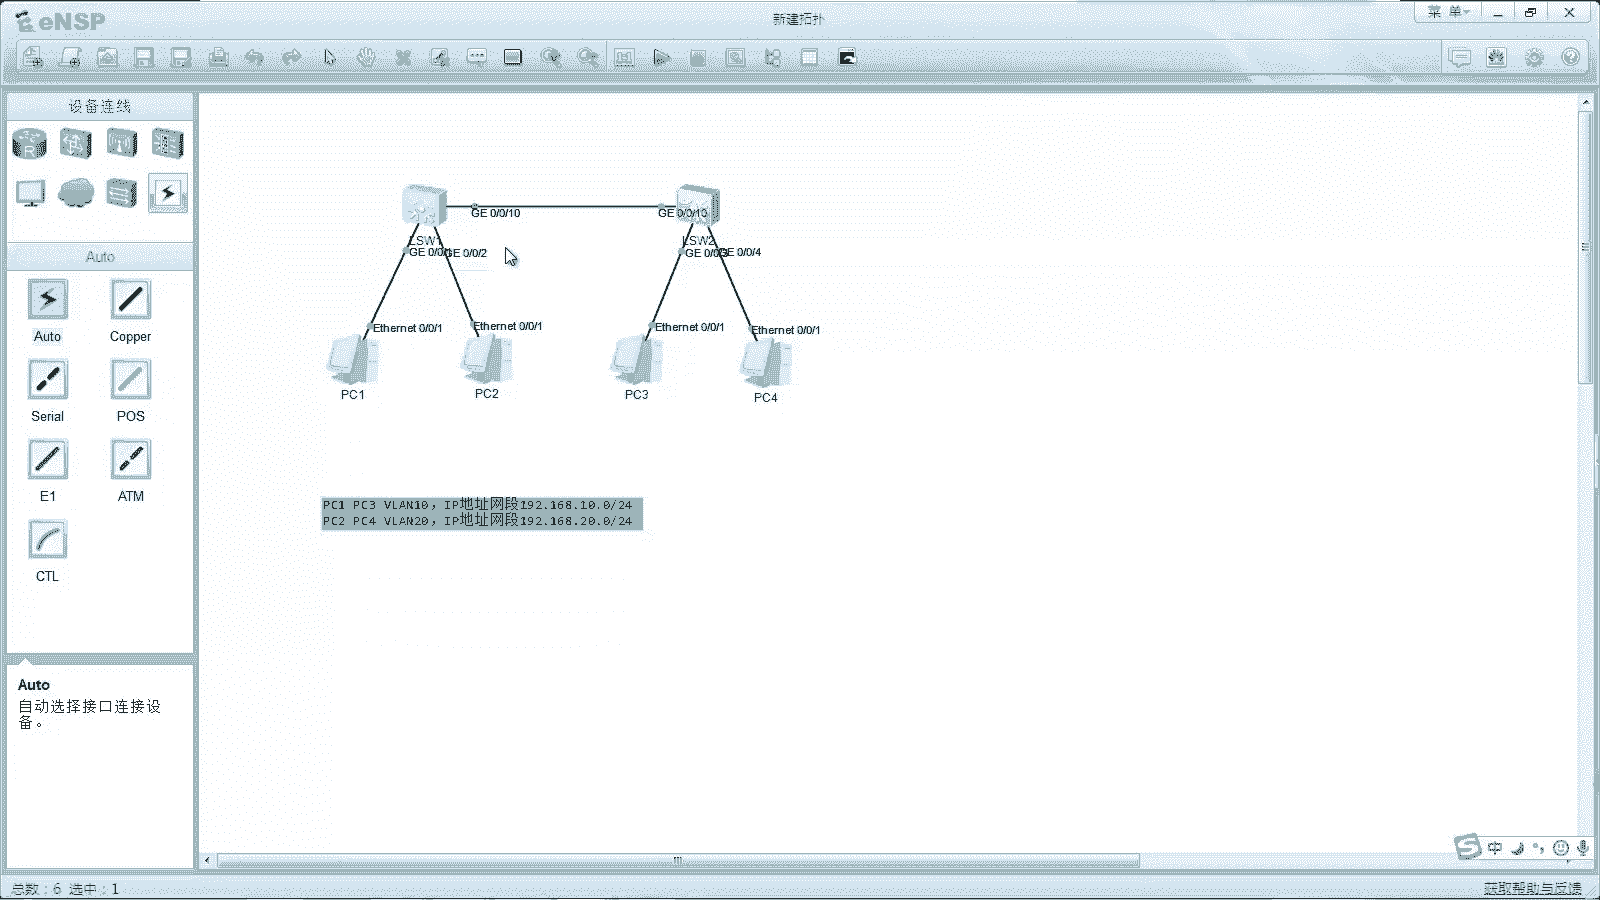 eNSP
新建拓扑
菜 单
设备连线
R
Auto
Auto
Copper
Serial
POS
E1
ATM
CTL
Auto
自动选择接口连接设
备。
GE 0/0/10
GE 0/0/10
LSW1
LSW2
GE 0/0/1
GE 0/0/2
GE 0/0/3
GE 0/0/4
Ethernet 0/0/1
Ethernet 0/0/1
Ethernet 0/0/1
Ethernet 0/0/1
PC1
PC2
PC3
PC4
PC1 PC3 VLAN10，IP地址网段192.168.10.0/24
PC2 PC4 VLAN20，IP地址网段192.168.20.0/24
中
总数：6 选中：1
获取帮助与反馈